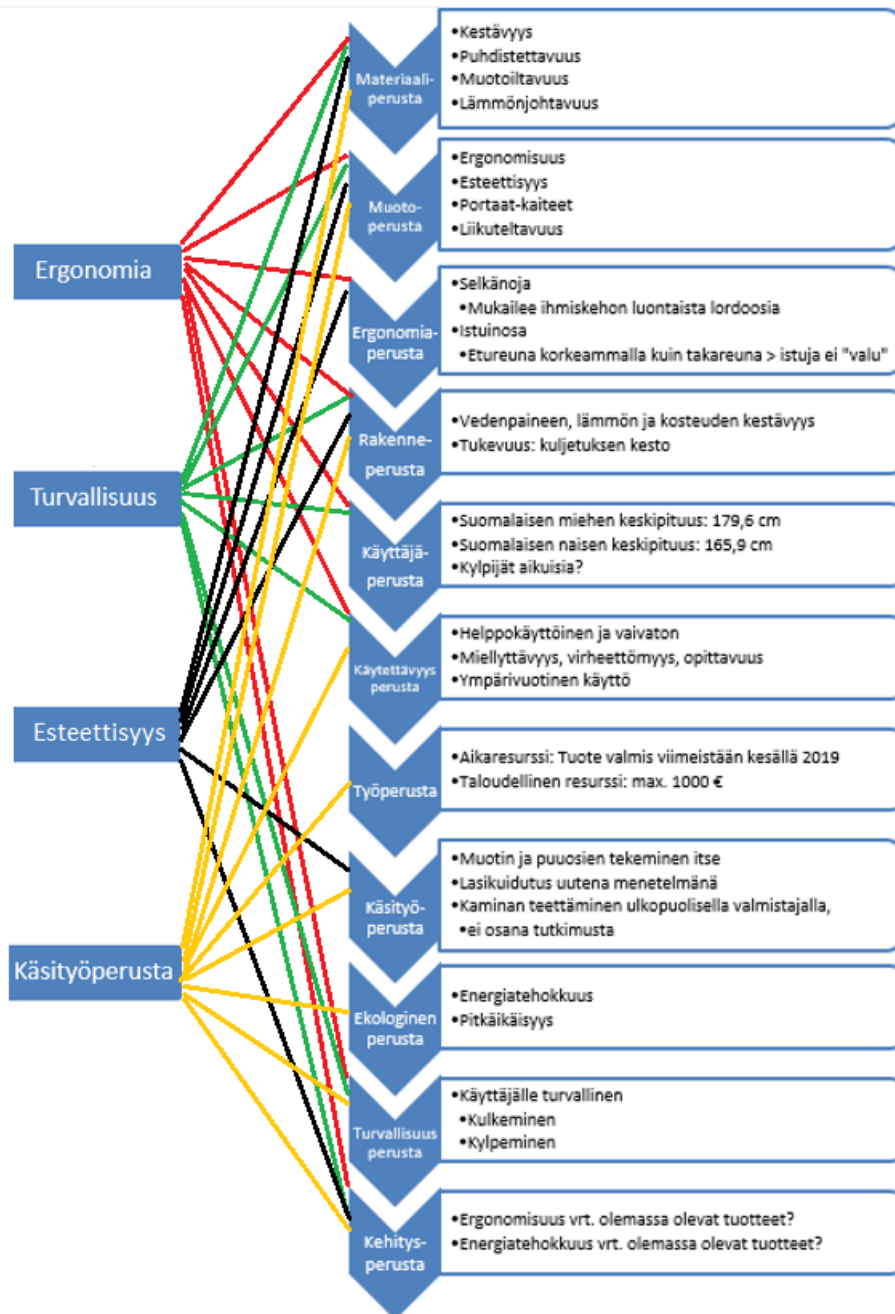 Ergonomia
Turvallisuus
Esteettisyys
Käsityöperusta
Materiaali-
perusta
•Kestävyys
•Puhdistettavuus
•Muotoiltavuus
•Lämmönjohtavuus
Muoto-
perusta
•Ergonomisuus
•Esteettisyys
•Portaat-kaiteet
•Liikuteltavuus
Ergonomia-
perusta
•Selkänoja
•Mukailee ihmiskehon luontaista lordoosia
•Istuinosa
•Etureuna korkeammalla kuin takareuna > istuja ei "valu"
Rakenne-
perusta
•Vedenpaineen, lämmön ja kosteuden kestävyys
•Tukevuus: kuljetuksen kesto
Käyttäjä-
perusta
•Suomalaisen miehen keskipituus: 179,6 cm
•Suomalaisen naisen keskipituus: 165,9 cm
•Kylpijät aikuisia?
Käytettävyys
perusta
•Helppokäyttöinen ja vaivaton
•Miellyttävyys, virheettömyys, opittavuus
•Ympärivuotinen käyttö
Työperusta
•Aikaresurssi: Tuote valmis viimeistään kesällä 2019
•Taloudellinen resurssi: max. 1000 €
Käsityö-
perusta
•Muotin ja puuosien tekeminen itse
•Lasikuidutus uutena menetelmänä
•Kaminan teettäminen ulkopuolisella valmistajalla,
•ei osana tutkimusta
Ekologinen
perusta
•Energiatehokkuus
•Pitkäikäisyys
Turvallisuus
perusta
•Käyttäjälle turvallinen
•Kulkeminen
•Kylpeminen
Kehitys-
perusta
•Ergonomisuus vrt. olemassa olevat tuotteet?
•Energiatehokkuus vrt. olemassa olevat tuotteet?